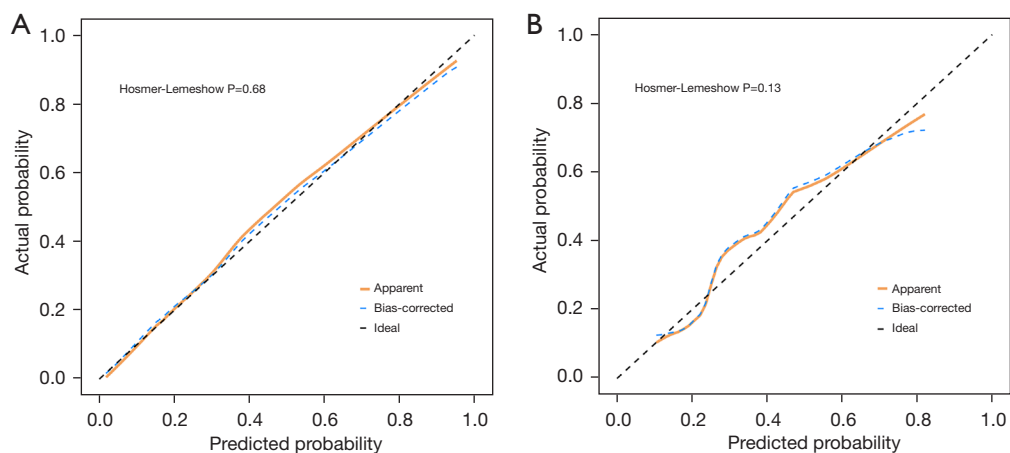 A
1.0
0.8
0.6
0.4
0.2
0.0
Actual probability
Hosmer-Lemeshow P=0.68
Apparent
Bias-corrected
Ideal
0.0 0.2 0.4 0.6 0.8 1.0
Predicted probability
B
1.0
0.8
0.6
0.4
0.2
0.0
Actual probability
Hosmer-Lemeshow P=0.13
Apparent
Bias-corrected
Ideal
0.0 0.2 0.4 0.6 0.8 1.0
Predicted probability